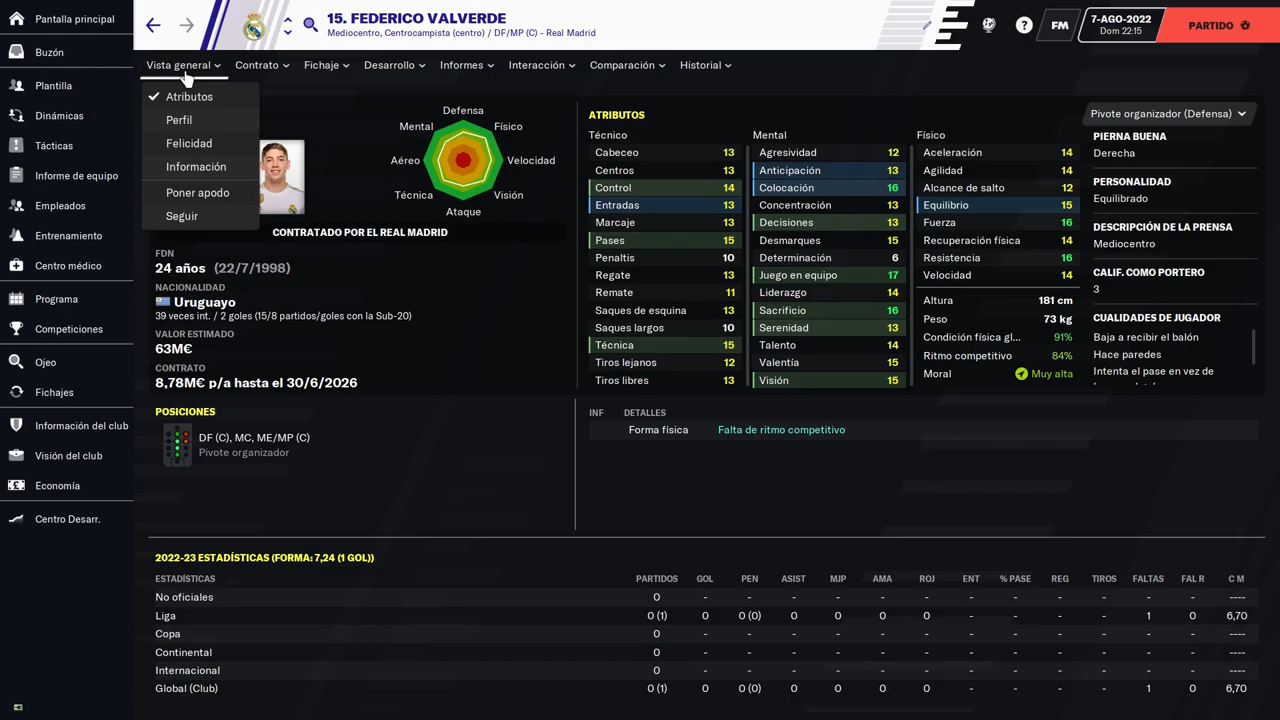 Pantalla principal
Buzón
Plantilla
Dinámicas
Tácticas
Informe de equipo
Empleados
Entrenamiento
Centro médico
Programa
Competiciones
Ojeo
Fichajes
Información del club
Visión del club
Economía
Centro Desarr.
15. FEDERICO VALVERDE
Mediocentro, Centrocampista (centro) / DF/MP (C) - Real Madrid
FM
7-AGO-2022
Dom 22:15
PARTIDO
Vista general Contrato Fichaje Desarrollo Informes Interacción Comparación Historial
Atributos
Perfil
Felicidad
Información
Poner apodo
Seguir
Defensa
Mental Físico
Aéreo Velocidad
Técnica Visión
Ataque
CONTRATADO POR EL REAL MADRID
FDN
24 años (22/7/1998)
NACIONALIDAD
Uruguayo
39 veces int. / 2 goles (15/8 partidos/goles con la Sub-20)
VALOR ESTIMADO
63M€
CONTRATO
8,78M€ p/a hasta el 30/6/2026
POSICIONES
DF (C), MC, ME/MP (C)
Pivote organizador
ATRIBUTOS
Técnico
Cabeceo 13
Centros 13
Control 14
Entradas 13
Marcaje 13
Pases 15
Penaltis 10
Regate 13
Remate 11
Saques de esquina 13
Saques largos 10
Técnica 15
Tiros lejanos 12
Tiros libres 13
Mental
Agresividad 12
Anticipación 13
Colocación 16
Concentración 13
Decisiones 13
Desmarques 15
Determinación 6
Juego en equipo 17
Liderazgo 14
Sacrificio 16
Serenidad 13
Talento 14
Valentía 15
Visión 15
Físico
Aceleración 14
Agilidad 14
Alcance de salto 12
Equilibrio 15
Fuerza 16
Recuperación física 14
Resistencia 16
Velocidad 14
Altura 181 cm
Peso 73 kg
Condición física gl... 91%
Ritmo competitivo 84%
Moral Muy alta
Pivote organizador (Defensa)
PIERNA BUENA
Derecha
PERSONALIDAD
Equilibrado
DESCRIPCIÓN DE LA PRENSA
Mediocentro
CALIF. COMO PORTERO
3
CUALIDADES DE JUGADOR
Baja a recibir el balón
Hace paredes
Intenta el pase en vez de
INF DETALLES
Forma física Falta de ritmo competitivo
2022-23 ESTADÍSTICAS (FORMA: 7,24 (1 GOL))
ESTADÍSTICAS PARTIDOS GOL PEN ASIST MJP AMA ROJ ENT % PASE REG TIROS FALTAS FAL R C M
No oficiales 0 - - - - - - - - - - - - ----
Liga 0 (1) 0 0 (0) 0 0 0 0 - - - - 1 0 6,70
Copa 0 - - - - - - - - - - - - ----
Continental 0 - - - - - - - - - - - - ----
Internacional 0 - - - - - - - - - - - - ----
Global (Club) 0 (1) 0 0 (0) 0 0 0 0 - - - - 1 0 6,70